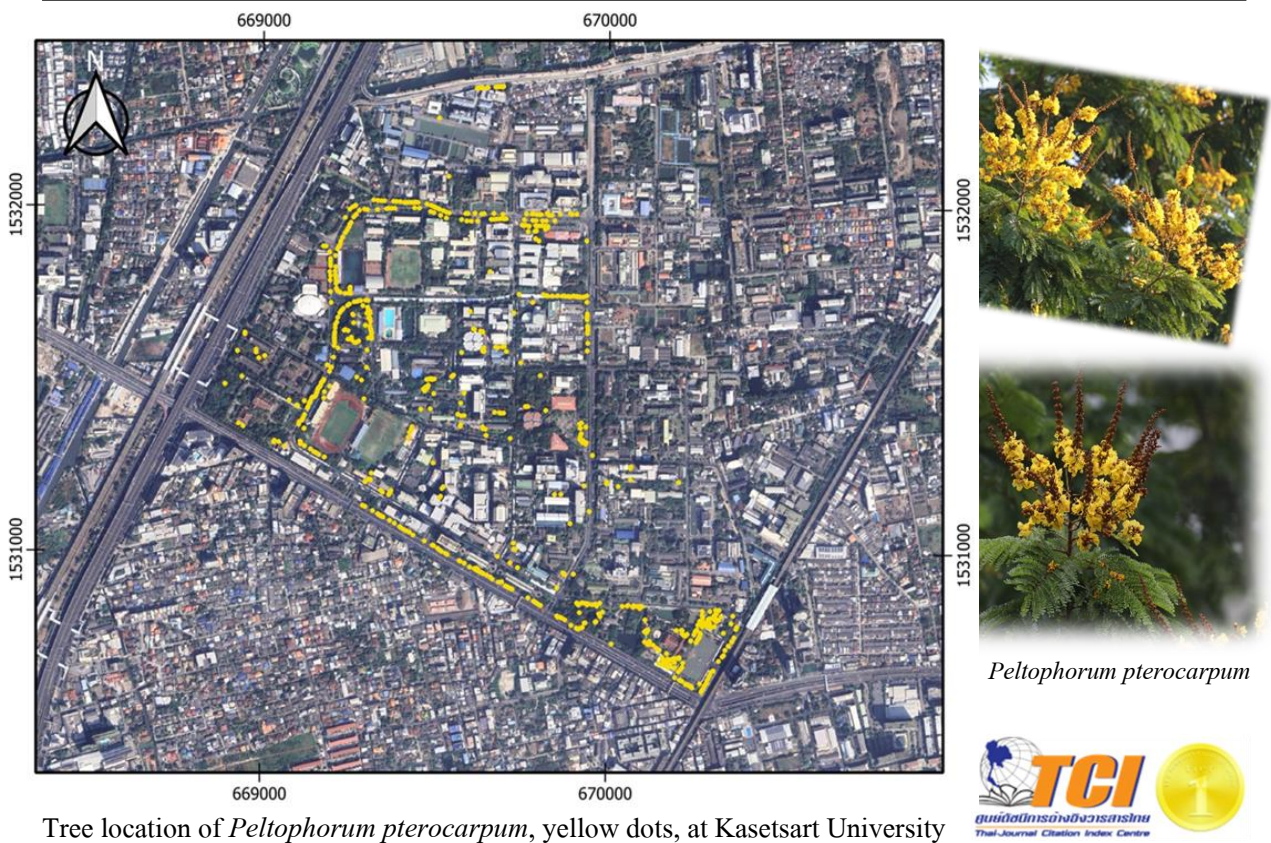 669000 670000
N
1532000 1532000
1531000 1531000
669000 670000
Tree location of Peltophorum pterocarpum, yellow dots, at Kasetsart University
Peltophorum pterocarpum
TCI
ศูนย์ดัชนีการอ้างอิงวารสารไทย
Thai-Journal Citation Index Centre
1